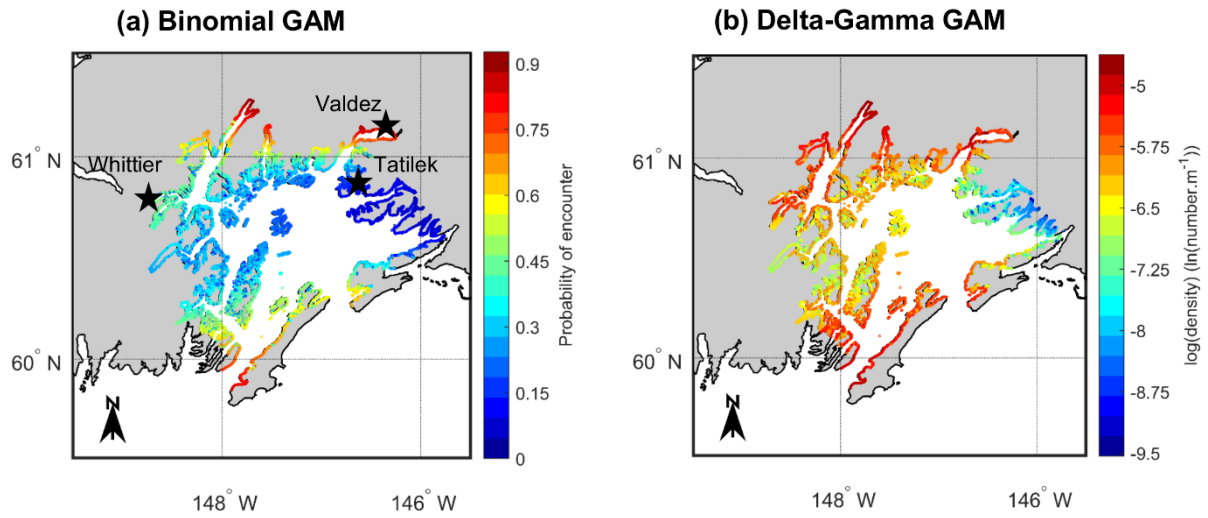 (a) Binomial GAM
(b) Delta-Gamma GAM
Valdez
Whittier
Tatilek
61° N
60° N
N
148° W
146° W
0.9
0.75
0.6
0.45
0.3
0.15
0
Probability of encounter
61° N
60° N
N
148° W
146° W
-5
-5.75
-6.5
-7.25
-8
-8.75
-9.5
log(density) (ln(number.m⁻¹))